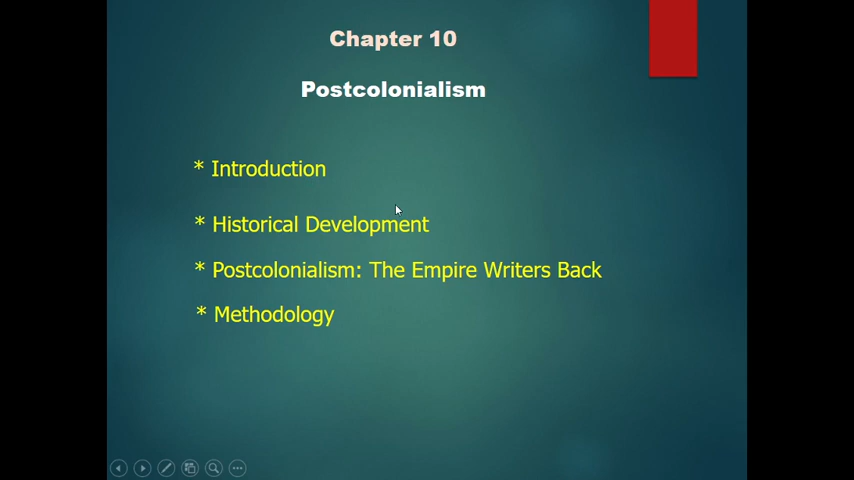 Chapter 10
Postcolonialism
* Introduction
* Historical Development
* Postcolonialism: The Empire Writers Back
* Methodology